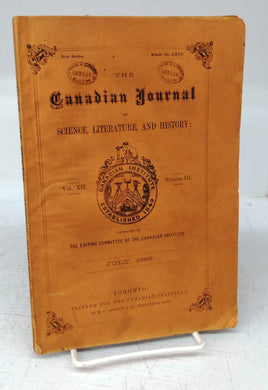 New Series.
Whole No. LXIX.
THE
Canadian Journal
OF
SCIENCE, LITERATURE, AND HISTORY:
CANADIAN INSTITUTE
ESTABLISHED 1849
Vol. XII.
Number III.
CONDUCTED BY
THE EDITING COMMITTEE OF THE CANADIAN INSTITUTE.
JULY, 1869.
TORONTO:
PRINTED FOR THE CANADIAN INSTITUTE,